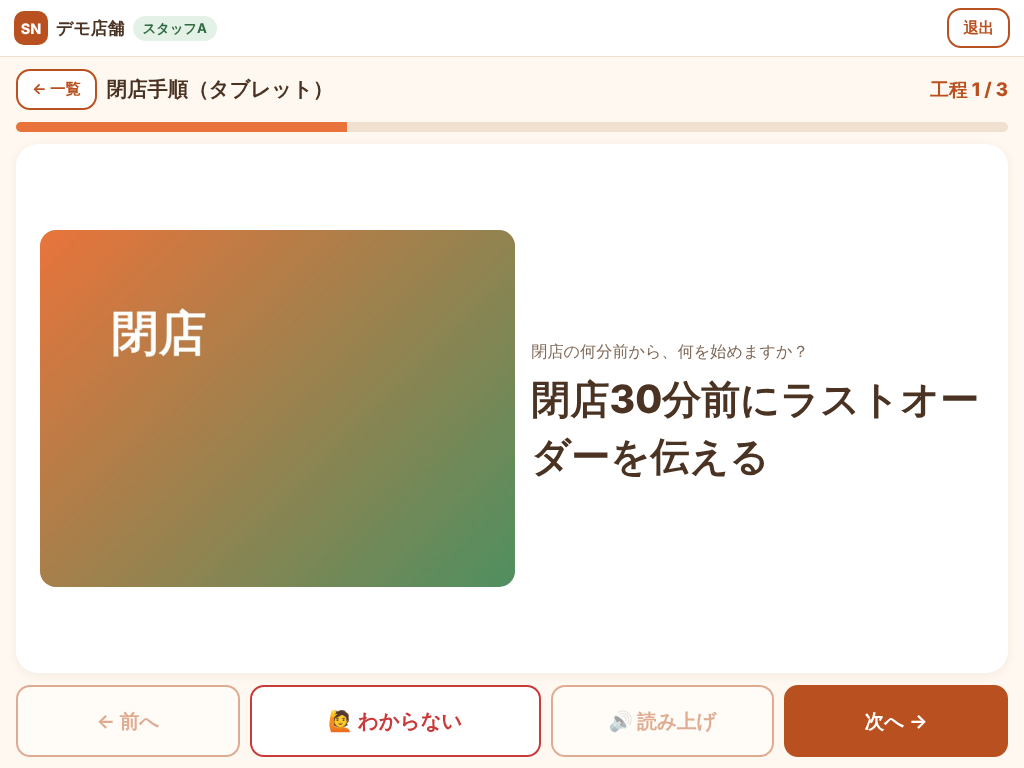 SN デモ店舗 スタッフA 退出
← 一覧 閉店手順（タブレット） 工程 1 / 3
閉店
閉店の何分前から、何を始めますか？
閉店30分前にラストオー
ダーを伝える
← 前へ 🙋 わからない 🔊 読み上げ 次へ →